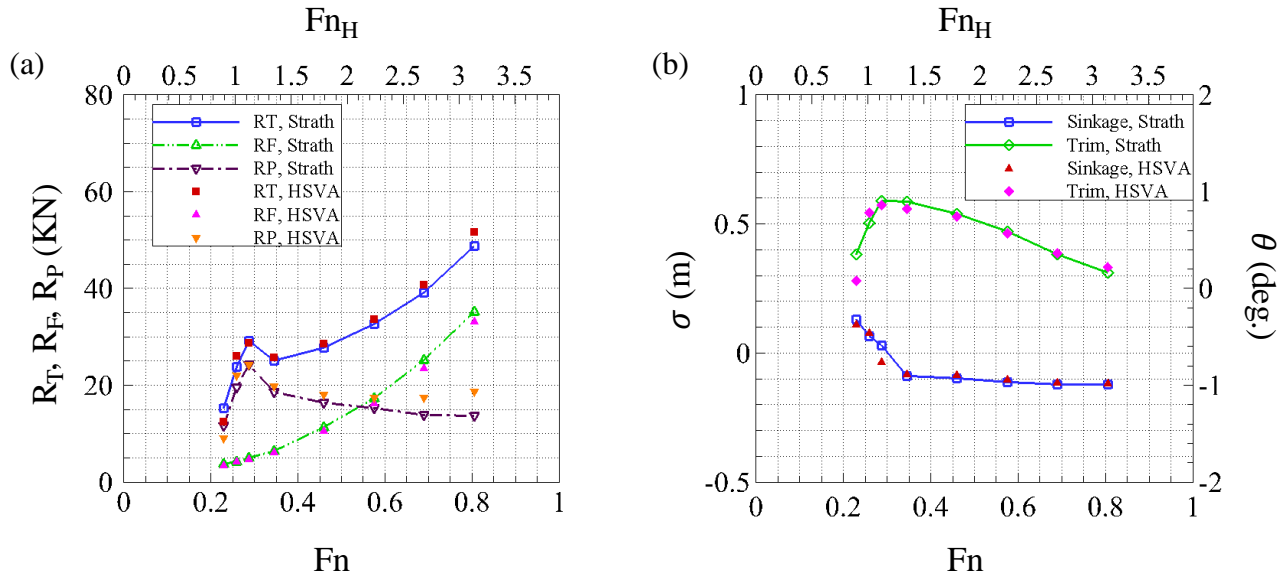 Fn_H
(a)
0 0.5 1 1.5 2 2.5 3 3.5
80
60
40
20
0
R_T, R_F, R_P (KN)
RT, Strath
RF, Strath
RP, Strath
RT, HSVA
RF, HSVA
RP, HSVA
0 0.2 0.4 0.6 0.8 1
Fn
Fn_H
(b)
0 0.5 1 1.5 2 2.5 3 3.5
1
0.5
0
-0.5
σ (m)
Sinkage, Strath
Trim, Strath
Sinkage, HSVA
Trim, HSVA
2
1
0
-1
-2
θ (deg.)
0 0.2 0.4 0.6 0.8 1
Fn